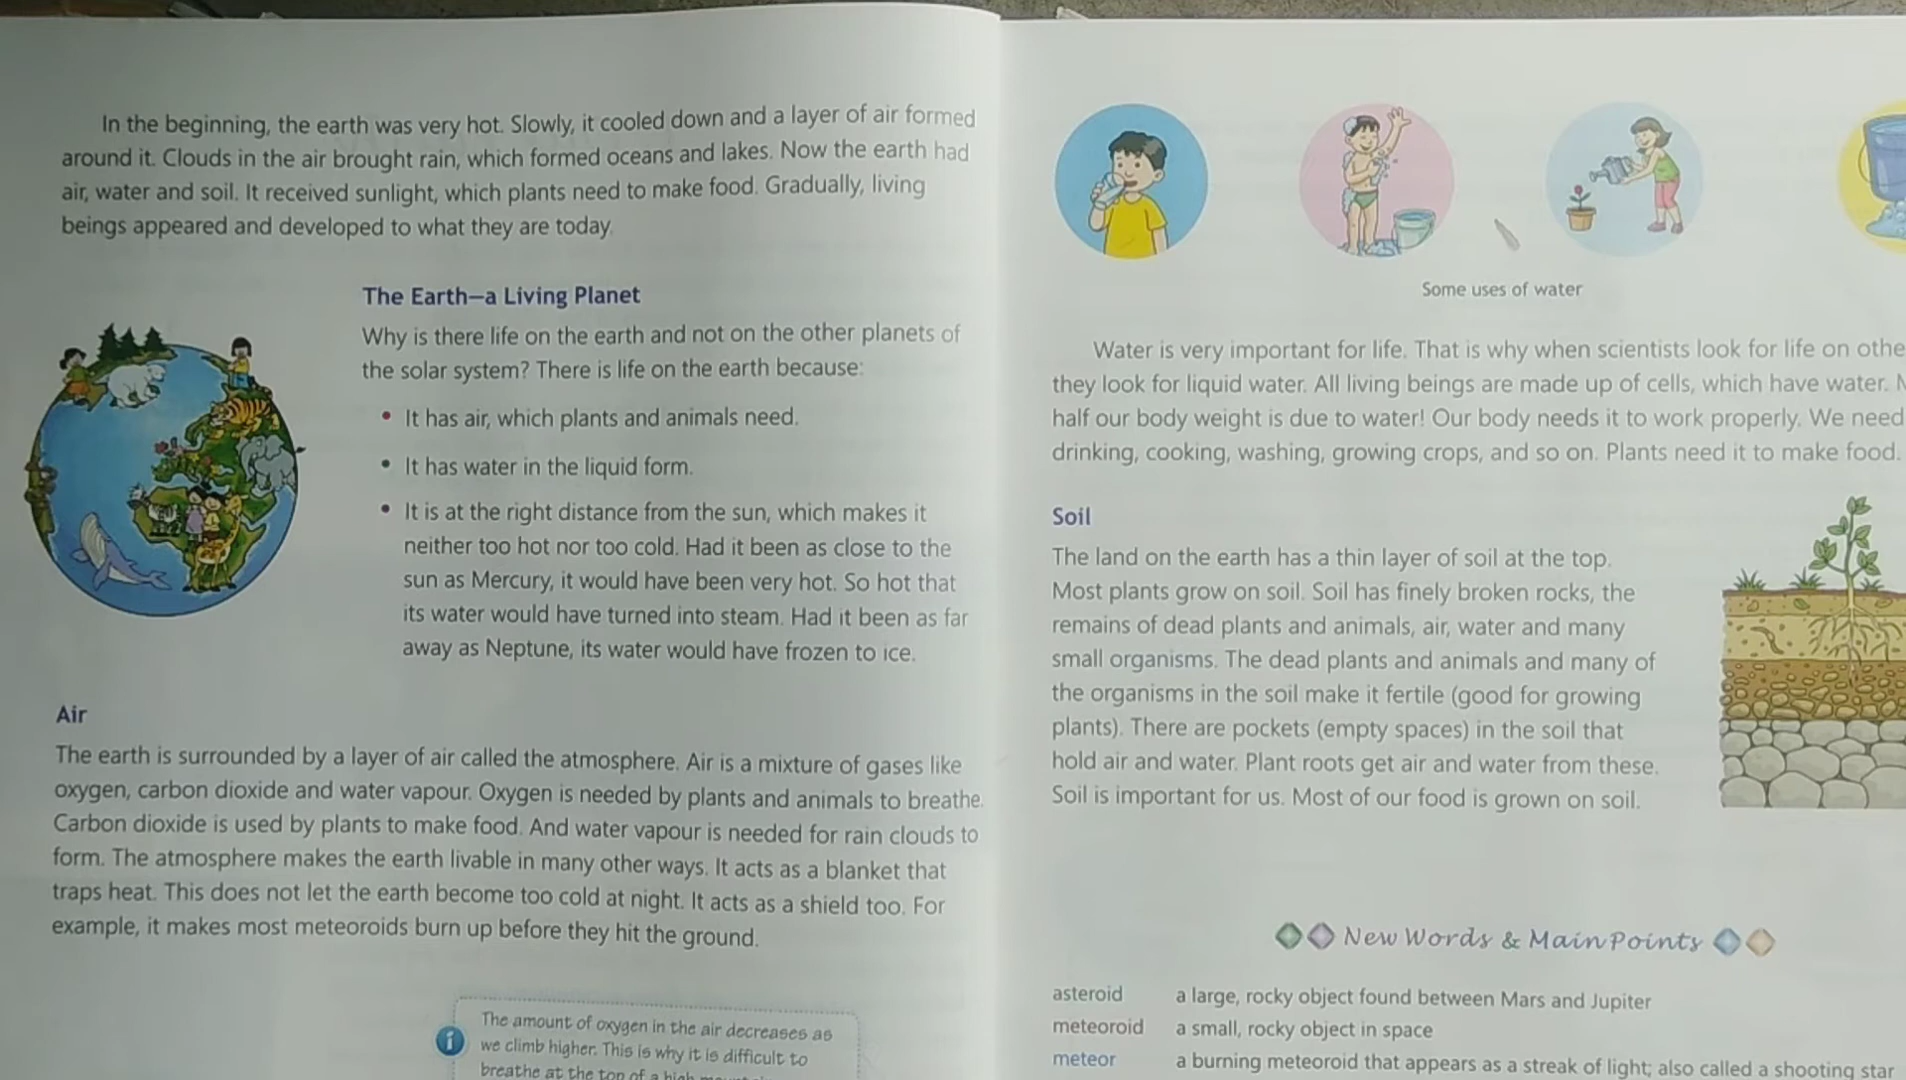 In the beginning, the earth was very hot. Slowly, it cooled down and a layer of air formed
around it. Clouds in the air brought rain, which formed oceans and lakes. Now the earth had
air, water and soil. It received sunlight, which plants need to make food. Gradually, living
beings appeared and developed to what they are today.
The Earth—a Living Planet
Why is there life on the earth and not on the other planets of
the solar system? There is life on the earth because:
• It has air, which plants and animals need.
• It has water in the liquid form.
• It is at the right distance from the sun, which makes it
neither too hot nor too cold. Had it been as close to the
sun as Mercury, it would have been very hot. So hot that
its water would have turned into steam. Had it been as far
away as Neptune, its water would have frozen to ice.
Air
The earth is surrounded by a layer of air called the atmosphere. Air is a mixture of gases like
oxygen, carbon dioxide and water vapour. Oxygen is needed by plants and animals to breathe.
Carbon dioxide is used by plants to make food. And water vapour is needed for rain clouds to
form. The atmosphere makes the earth livable in many other ways. It acts as a blanket that
traps heat. This does not let the earth become too cold at night. It acts as a shield too. For
example, it makes most meteoroids burn up before they hit the ground.
i
The amount of oxygen in the air decreases as
we climb higher. This is why it is difficult to
breathe at the top of a high
Some uses of water
Water is very important for life. That is why when scientists look for life on othe
they look for liquid water. All living beings are made up of cells, which have water.
half our body weight is due to water! Our body needs it to work properly. We need
drinking, cooking, washing, growing crops, and so on. Plants need it to make food.
Soil
The land on the earth has a thin layer of soil at the top.
Most plants grow on soil. Soil has finely broken rocks, the
remains of dead plants and animals, air, water and many
small organisms. The dead plants and animals and many of
the organisms in the soil make it fertile (good for growing
plants). There are pockets (empty spaces) in the soil that
hold air and water. Plant roots get air and water from these.
Soil is important for us. Most of our food is grown on soil.
New Words & Main Points
asteroid a large, rocky object found between Mars and Jupiter
meteoroid a small, rocky object in space
meteor a burning meteoroid that appears as a streak of light; also called a shooting star